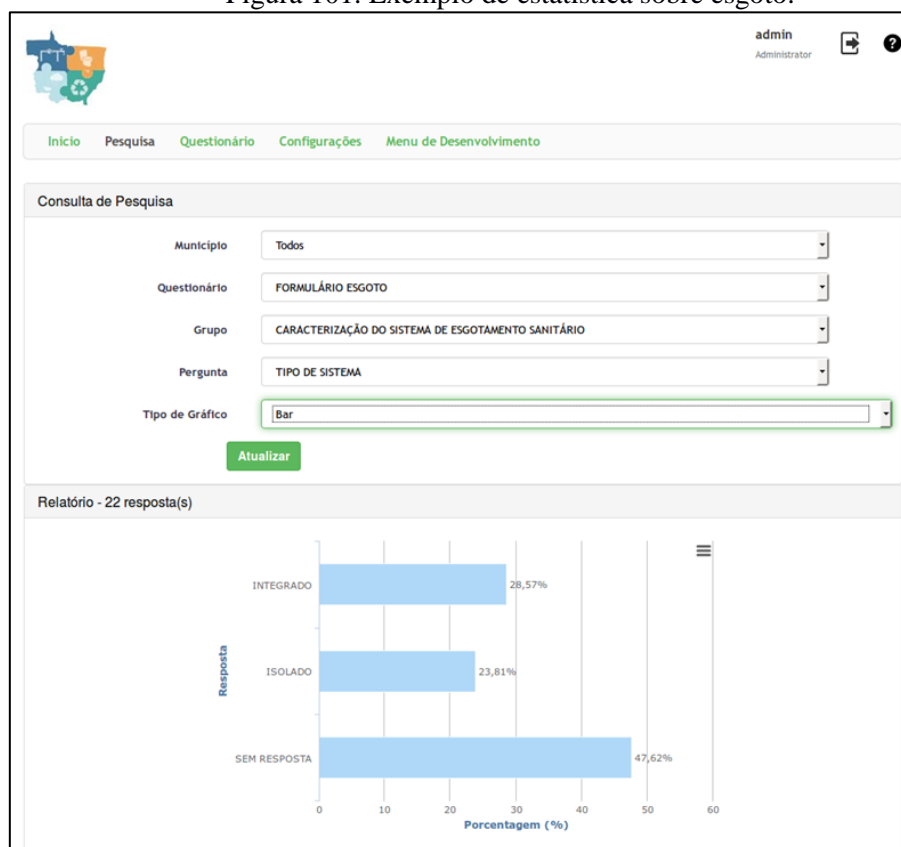 Figura 101. Exemplo de estatística sobre esgoto.
admin
Administrator
Início Pesquisa Questionário Configurações Menu de Desenvolvimento
Consulta de Pesquisa
Município Todos
Questionário FORMULÁRIO ESGOTO
Grupo CARACTERIZAÇÃO DO SISTEMA DE ESGOTAMENTO SANITÁRIO
Pergunta TIPO DE SISTEMA
Tipo de Gráfico Bar
Atualizar
Relatório - 22 resposta(s)
INTEGRADO 28,57%
Resposta
ISOLADO 23,81%
SEM RESPOSTA 47,62%
0 10 20 30 40 50 60
Porcentagem (%)